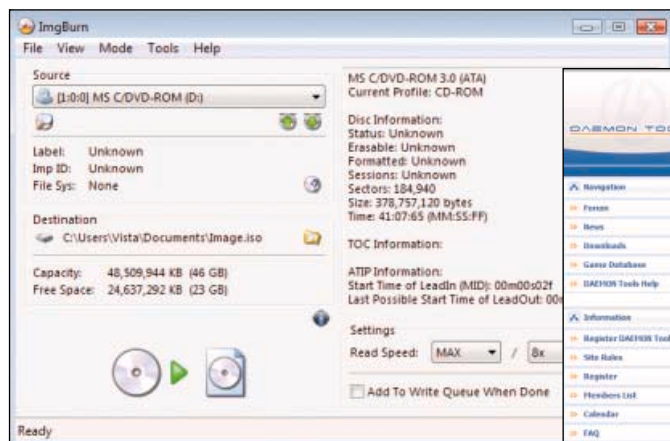 ImgBurn
File View Mode Tools Help
Source
[1:0:0] MS C/DVD-ROM (D:)
Label: Unknown
Imp ID: Unknown
File Sys: None
Destination
C:\Users\Vista\Documents\Image.iso
Capacity: 48,509,944 KB (46 GB)
Free Space: 24,637,292 KB (23 GB)
MS C/DVD-ROM 3.0 (ATA)
Current Profile: CD-ROM
Disc Information:
Status: Unknown
Erasable: Unknown
Formatted: Unknown
Sessions: Unknown
Sectors: 184,940
Size: 378,757,120 bytes
Time: 41:07:65 (MM:SS:FF)
TOC Information:
ATIP Information:
Start Time of LeadIn (MID): 00m00s02f
Last Possible Start Time of LeadOut:
Settings
Read Speed: MAX / 8x
Add To Write Queue When Done
Ready
DAEMON
Navigation
Forum
News
Downloads
Game Database
DAEMON Tools Help
Information
Register DAEMON
Site Rules
Register
Members List
Calendar
FAQ